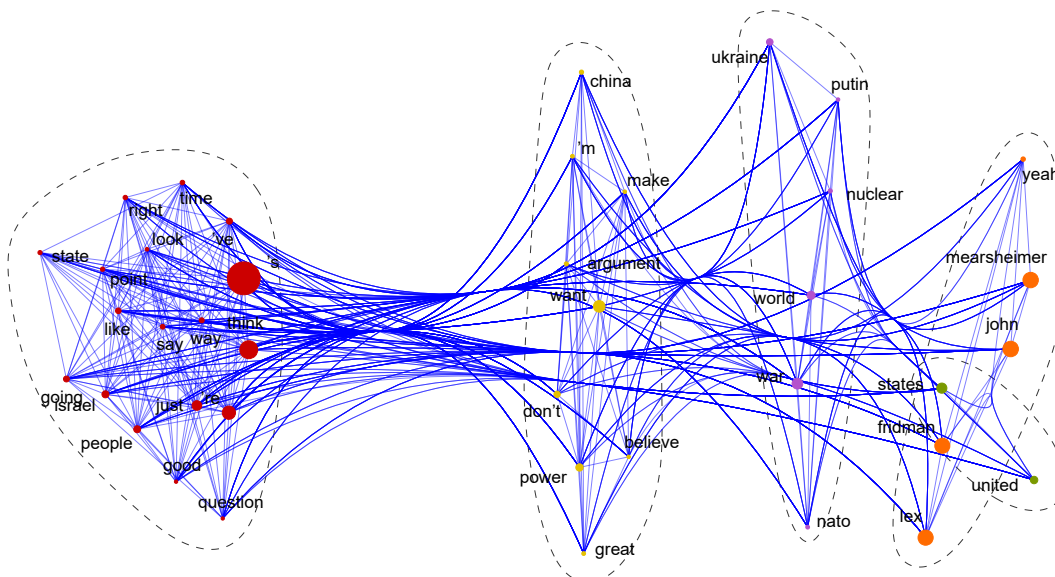 ukraine
china
putin
'm
make
yeah
time
right
nuclear
look
've
state
's
point
argument
mearsheimer
want
world
like
think
john
say
way
war
states
going
israel
just
're
don't
people
believe
fridman
good
power
united
question
lex
nato
great